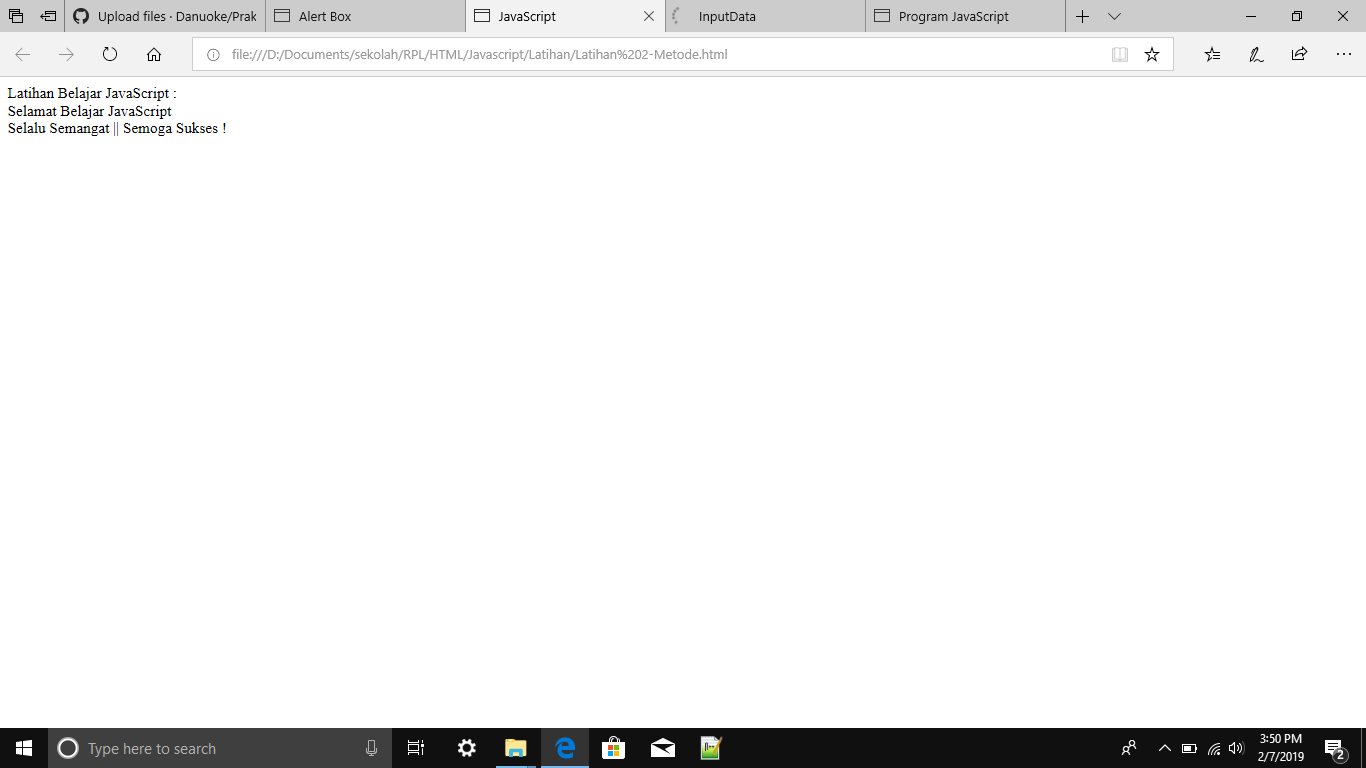 Upload files · Danuoke/Prak
Alert Box
JavaScript
InputData
Program JavaScript
file:///D:/Documents/sekolah/RPL/HTML/Javascript/Latihan/Latihan%202-Metode.html
Latihan Belajar JavaScript :
Selamat Belajar JavaScript
Selalu Semangat || Semoga Sukses !
Type here to search
3:50 PM
2/7/2019
2